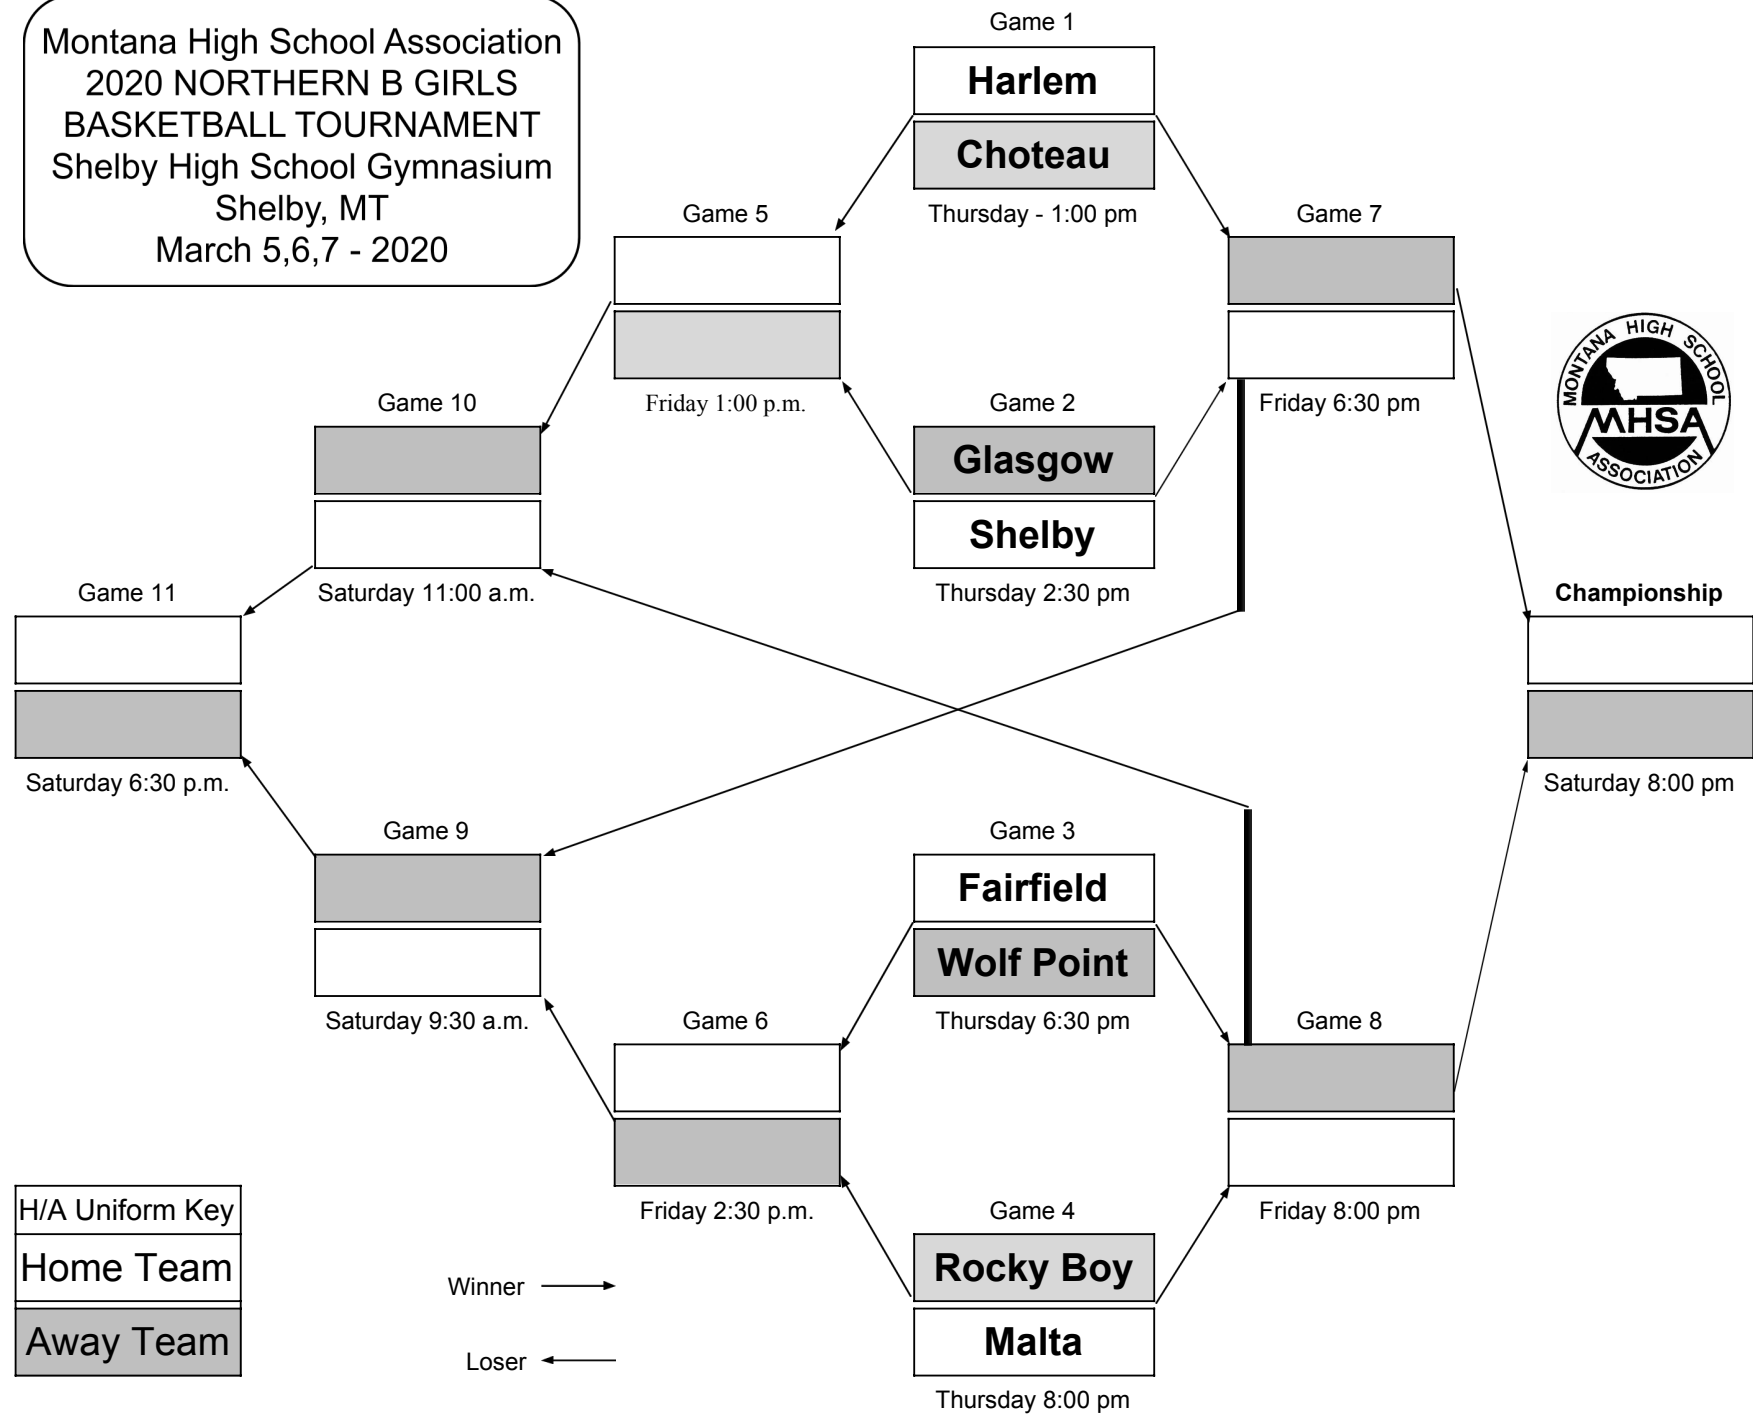 Montana High School Association
2020 NORTHERN B GIRLS
BASKETBALL TOURNAMENT
Shelby High School Gymnasium
Shelby, MT
March 5,6,7 - 2020
Game 1
Harlem
Choteau
Thursday - 1:00 pm
Game 5
Friday 1:00 p.m.
Game 7
Friday 6:30 pm
MONTANA HIGH SCHOOL
MHSA
ASSOCIATION
Game 2
Glasgow
Shelby
Thursday 2:30 pm
Game 10
Saturday 11:00 a.m.
Game 11
Saturday 6:30 p.m.
Championship
Saturday 8:00 pm
Game 9
Saturday 9:30 a.m.
Game 3
Fairfield
Wolf Point
Thursday 6:30 pm
Game 6
Friday 2:30 p.m.
Game 8
Friday 8:00 pm
Game 4
Rocky Boy
Malta
Thursday 8:00 pm
H/A Uniform Key
Home Team
Away Team
Winner
Loser